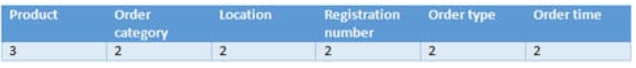 Product Order category Location Registration number Order type Order time
3 2 2 2 2 2